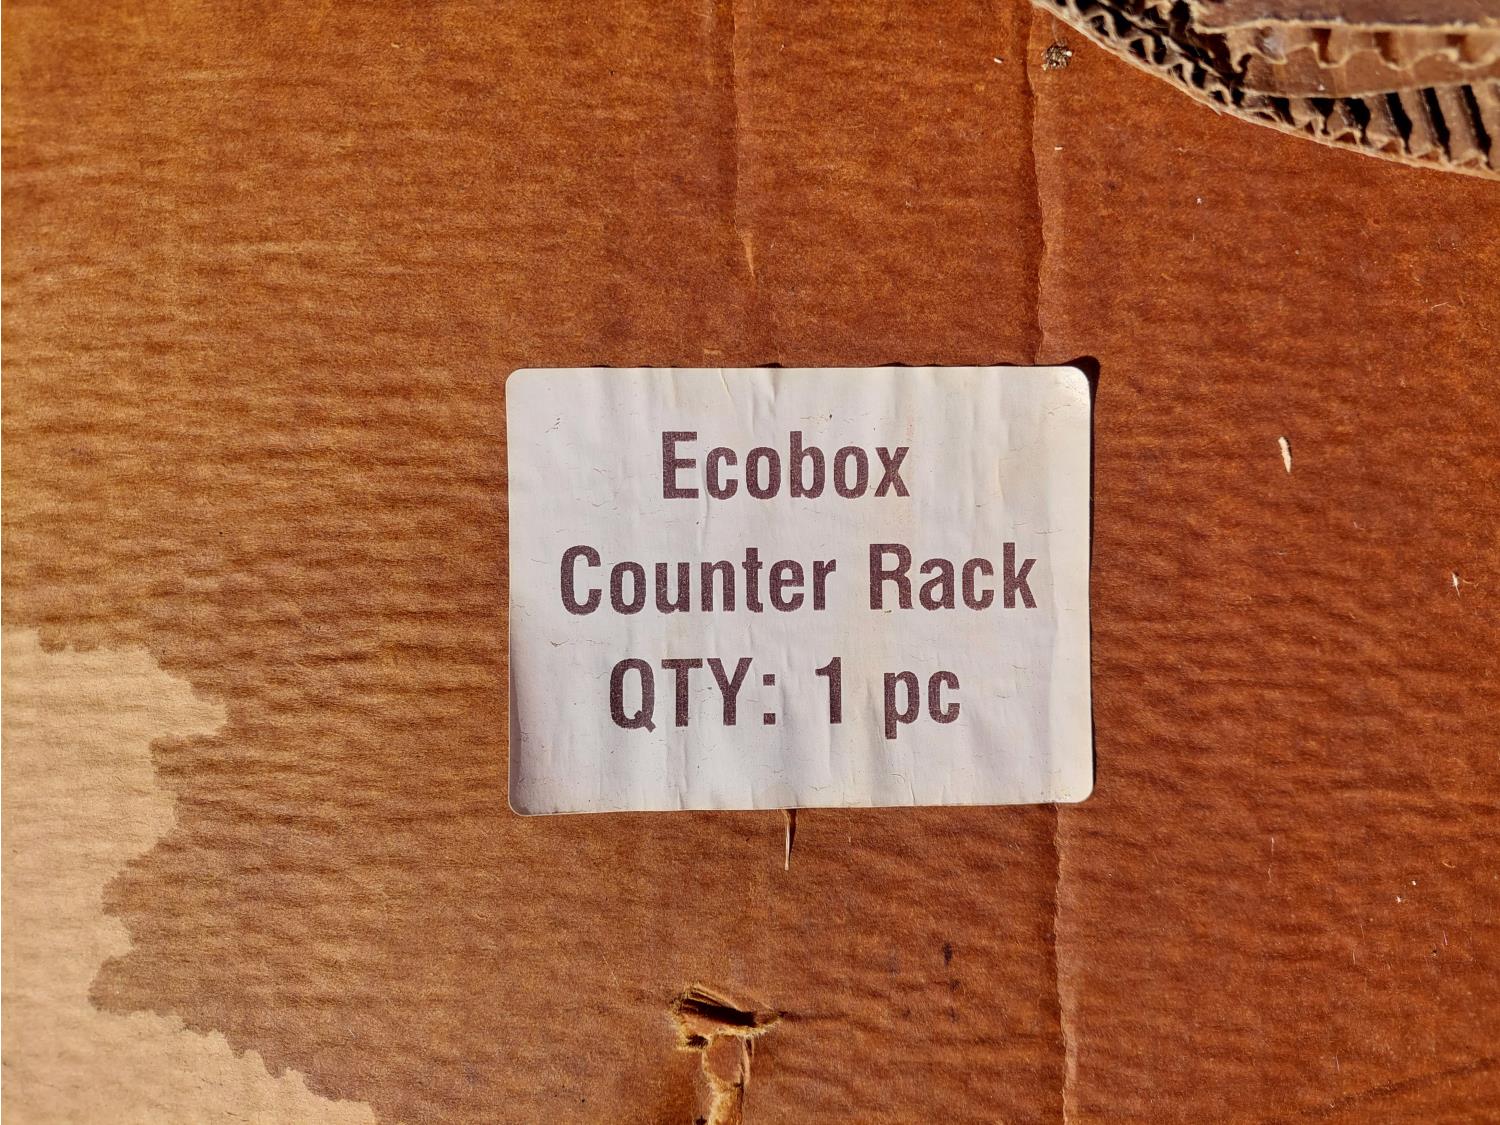 Ecobox
Counter Rack
QTY: 1 pc